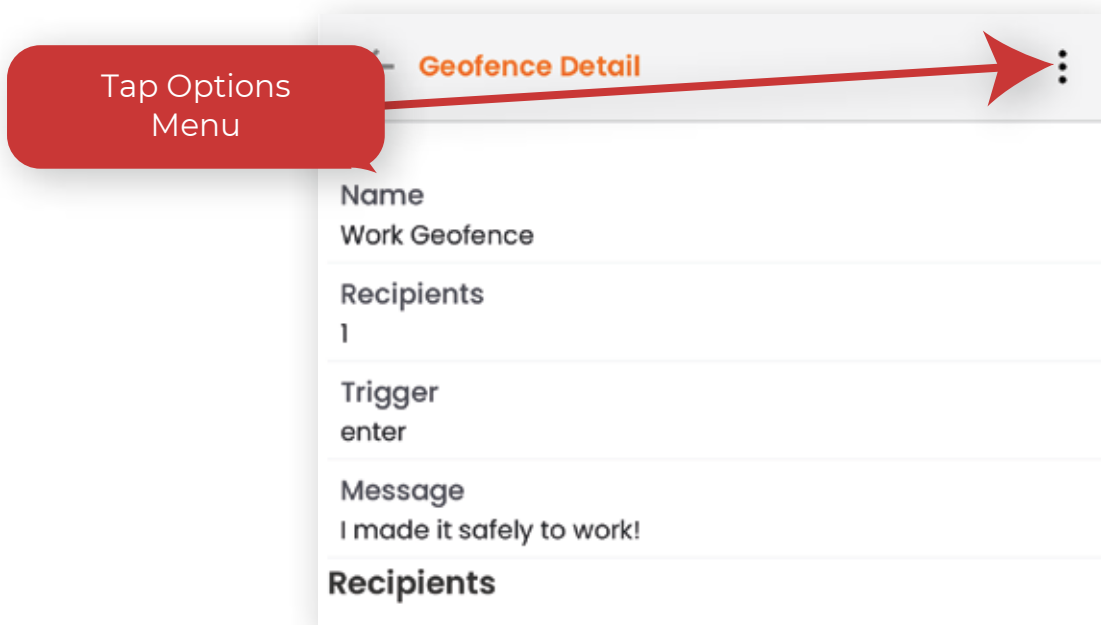 Tap Options
Menu
Geofence Detail
Name
Work Geofence
Recipients
1
Trigger
enter
Message
I made it safely to work!
Recipients